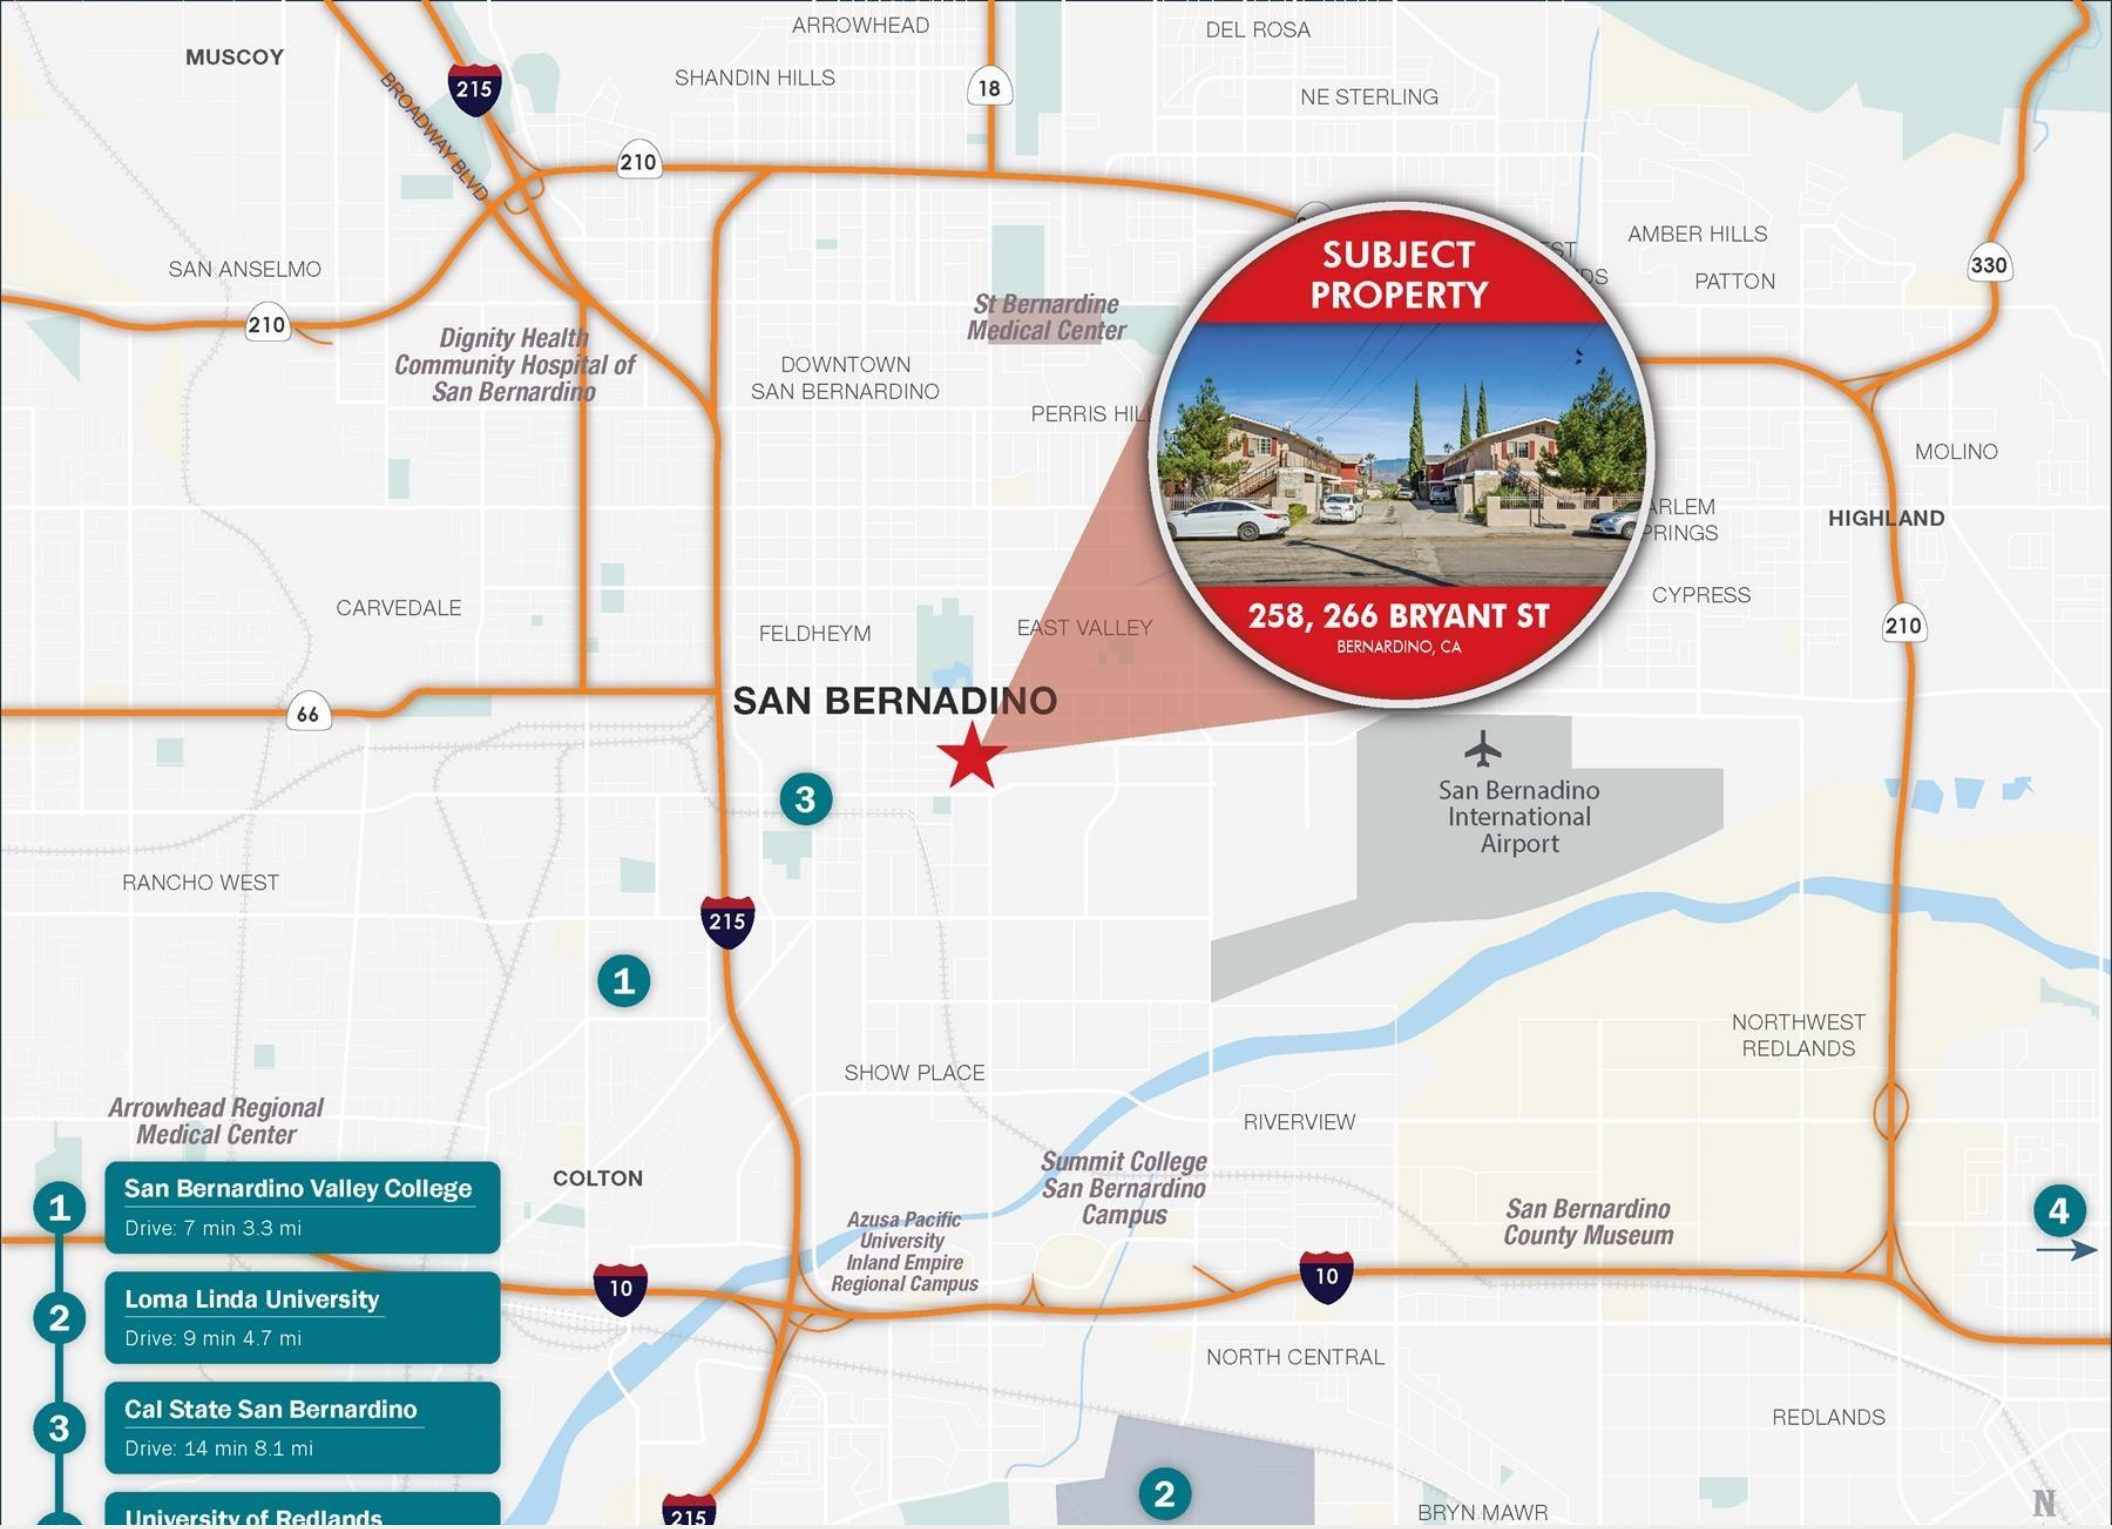 ARROWHEAD
DEL ROSA
MUSCOY
SHANDIN HILLS
215
18
NE STERLING
BROADWAY BLVD
210
AMBER HILLS
SUBJECT
PROPERTY
EST
DS
PATTON
330
SAN ANSELMO
210
St Bernardine
Medical Center
Dignity Health
Community Hospital of
San Bernardino
DOWNTOWN
SAN BERNARDINO
PERRIS HIL
MOLINO
ARLEM
PRINGS
HIGHLAND
CARVEDALE
FELDHEYM
EAST VALLEY
258, 266 BRYANT ST
BERNARDINO, CA
CYPRESS
210
66
SAN BERNADINO
3
San Bernadino
International
Airport
RANCHO WEST
215
1
NORTHWEST
REDLANDS
SHOW PLACE
Arrowhead Regional
Medical Center
RIVERVIEW
COLTON
Summit College
San Bernardino
Campus
Azusa Pacific
University
Inland Empire
Regional Campus
San Bernardino
County Museum
4
10
10
1
San Bernardino Valley College
Drive: 7 min 3.3 mi
2
Loma Linda University
Drive: 9 min 4.7 mi
3
Cal State San Bernardino
Drive: 14 min 8.1 mi
University of Redlands
NORTH CENTRAL
REDLANDS
2
215
BRYN MAWR
N